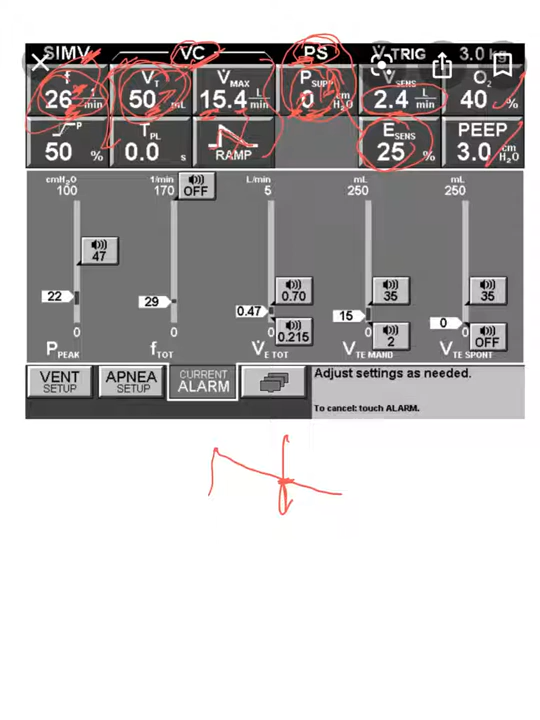 SIMV VC PS V̇-TRIG 3.0 kg
f VT V̇MAX PSUPP V̇SENS O2
26 1/min 50 mL 15.4 L/min 0 cm H2O 2.4 L/min 40 %
P TPL ESENS PEEP
50 % 0.0 s RAMP 25 % 3.0 cm H2O
cmH2O 1/min L/min mL mL
100 170 OFF 5 250 250
47
22 29 0.47 0.70 15 35 0 35
0 0 0 0.215 0 2 0 OFF
PPEAK fTOT V̇E TOT VTE MAND VTE SPONT
VENT SETUP APNEA SETUP CURRENT ALARM Adjust settings as needed.
To cancel: touch ALARM.